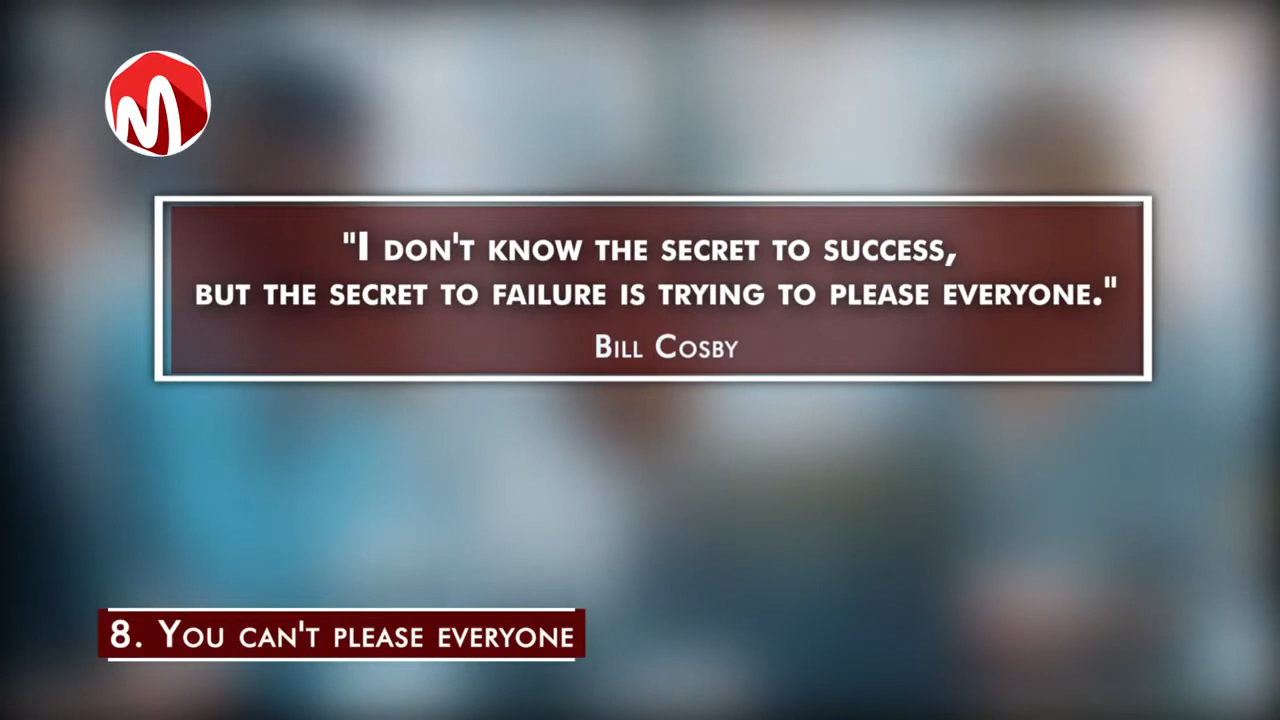 "I DON'T KNOW THE SECRET TO SUCCESS,
BUT THE SECRET TO FAILURE IS TRYING TO PLEASE EVERYONE."
BILL COSBY
8. YOU CAN'T PLEASE EVERYONE